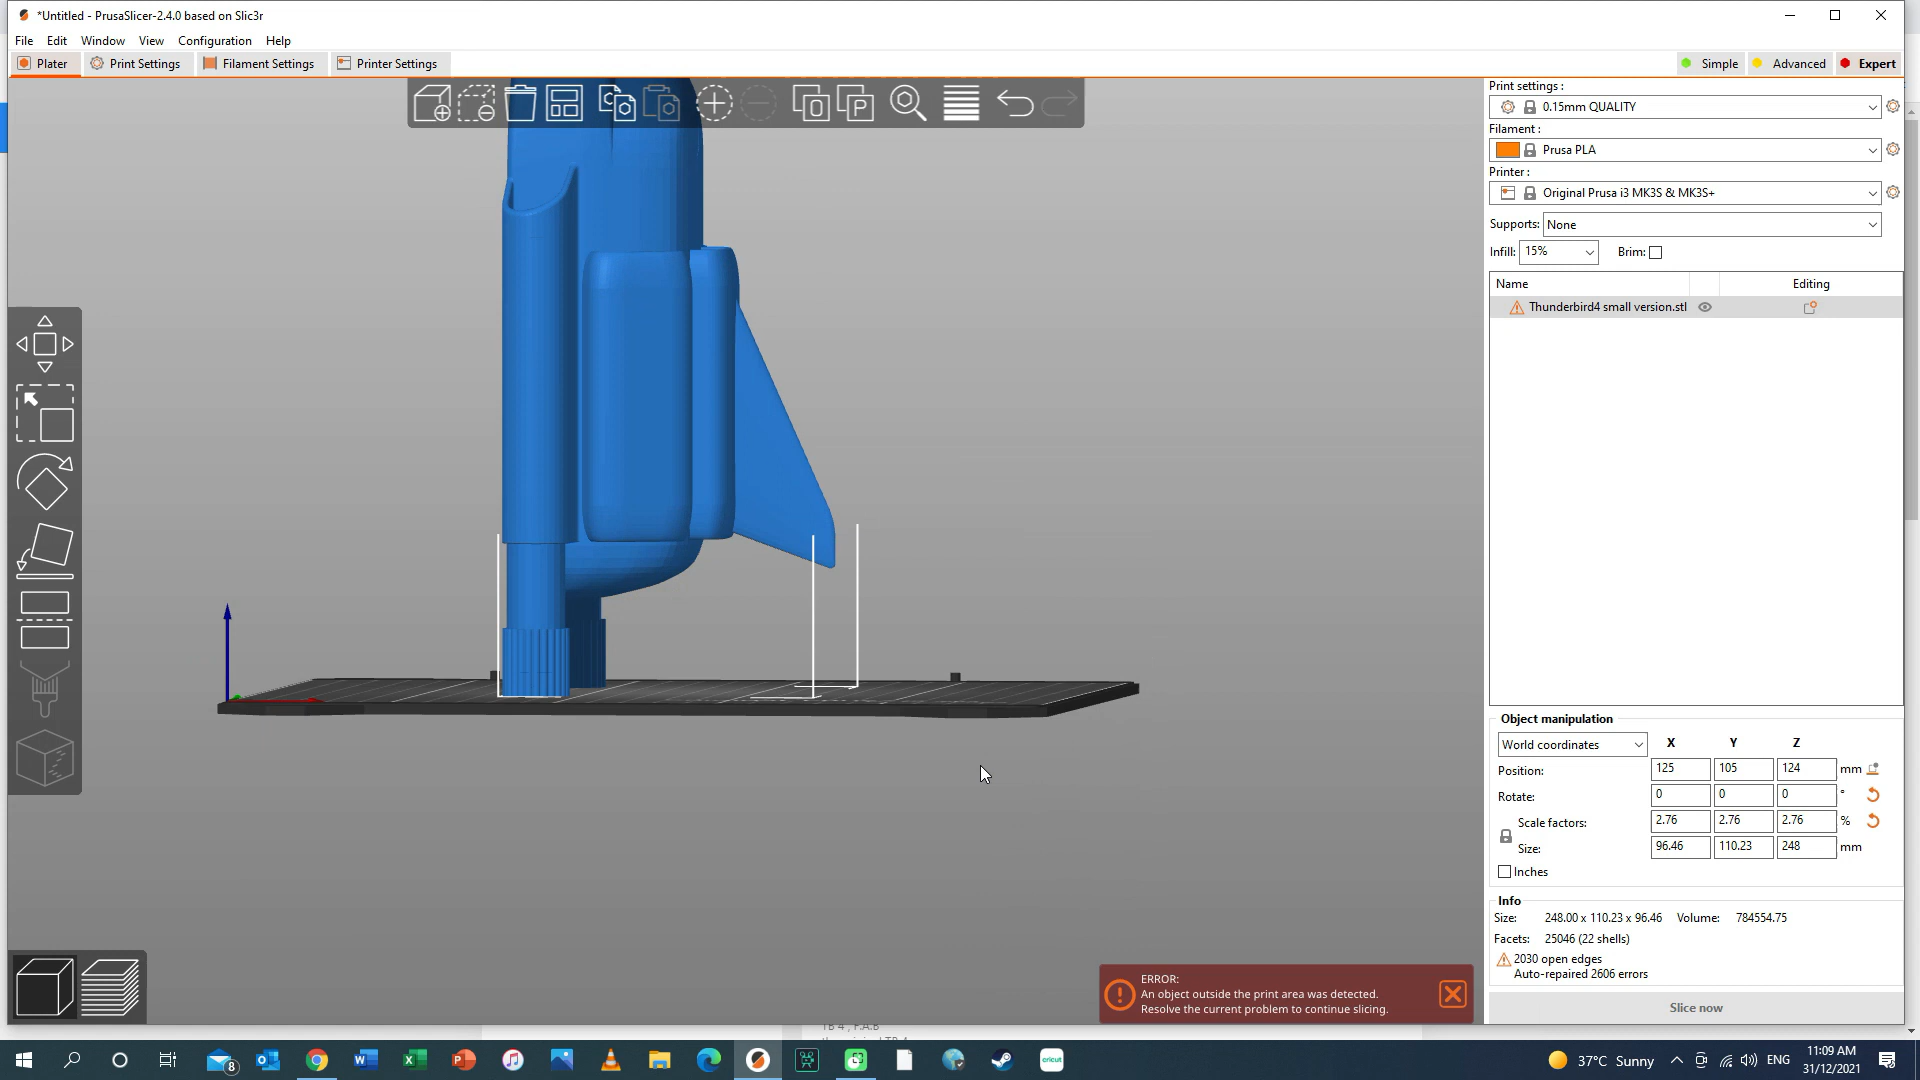 *Untitled - PrusaSlicer-2.4.0 based on Slic3r
File Edit Window View Configuration Help
Plater Print Settings Filament Settings Printer Settings
Simple Advanced Expert
Print settings :
0.15mm QUALITY
Filament :
Prusa PLA
Printer :
Original Prusa i3 MK3S & MK3S+
Supports: None
Infill: 15% Brim:
Name Editing
Thunderbird4 small version.stl
Object manipulation
World coordinates X Y Z
Position: 125 105 124 mm
Rotate: 0 0 0 °
Scale factors: 2.76 2.76 2.76 %
Size: 96.46 110.23 248 mm
Inches
Info
Size: 248.00 x 110.23 x 96.46 Volume: 784554.75
Facets: 25046 (22 shells)
2030 open edges
Auto-repaired 2606 errors
Slice now
ERROR:
An object outside the print area was detected.
Resolve the current problem to continue slicing.
TB 4 , F.A.B
8
cricut
37°C Sunny
ENG
11:09 AM
31/12/2021